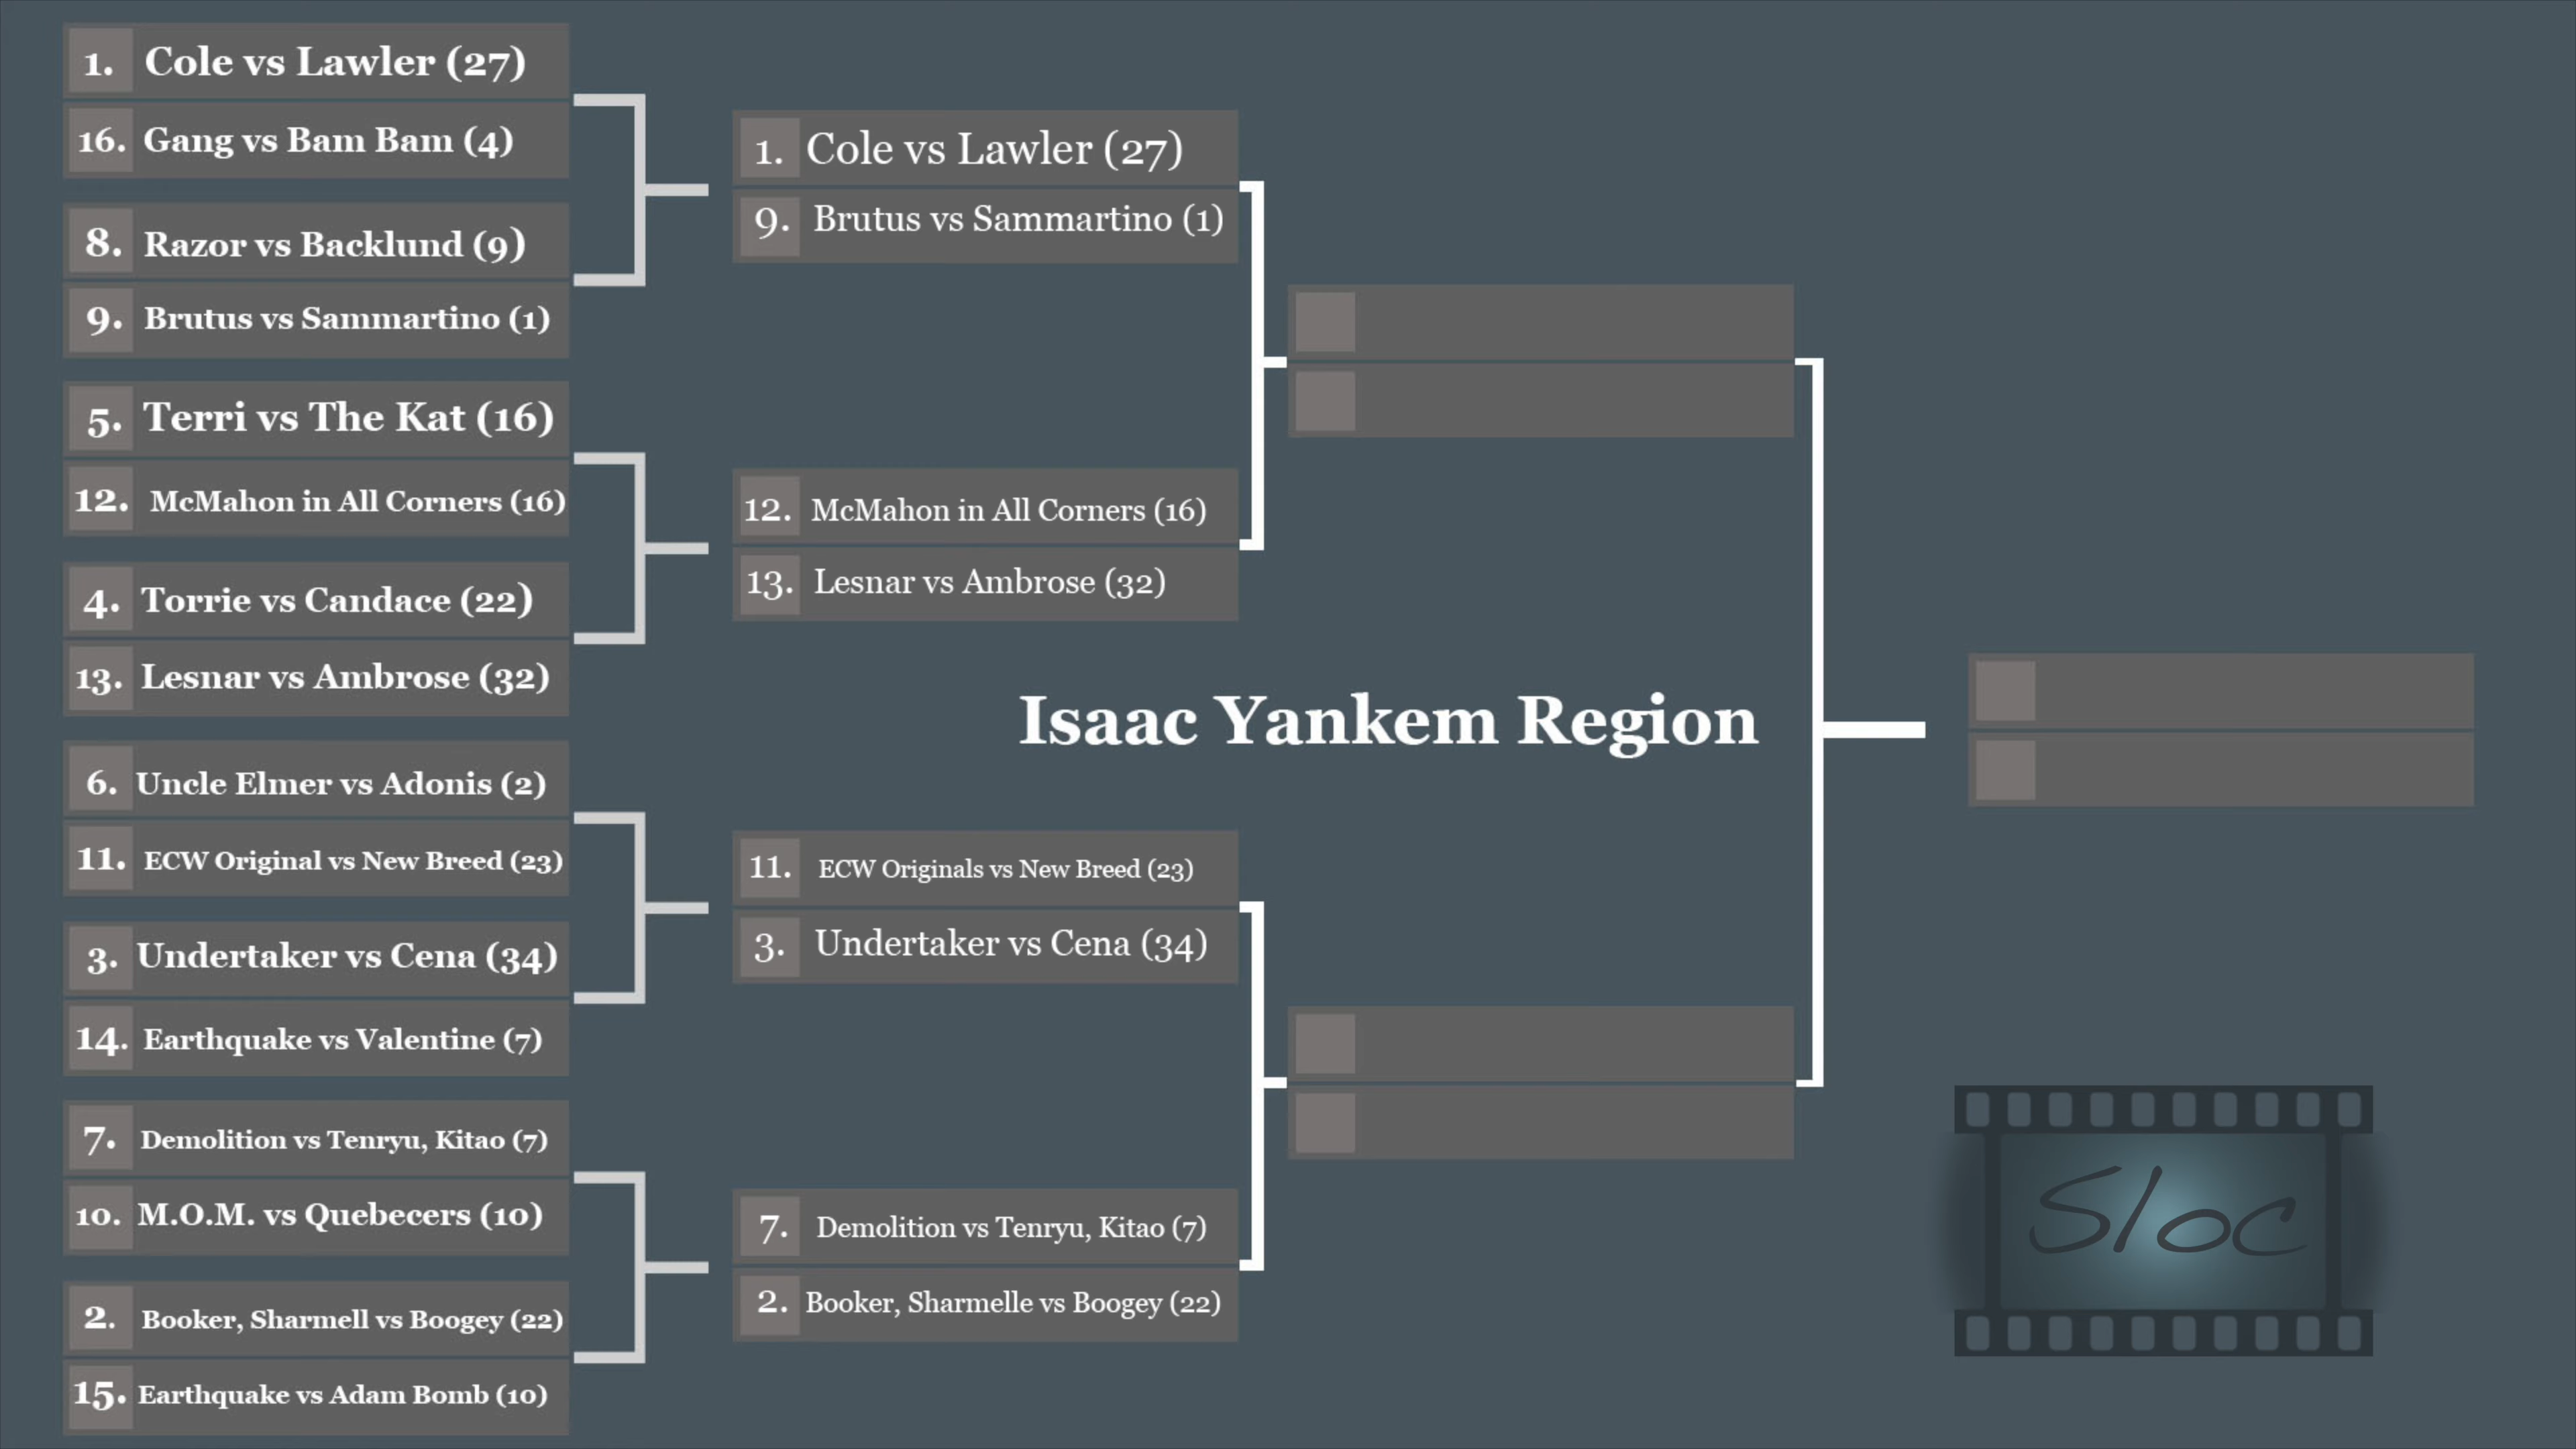 1. Cole vs Lawler (27)
16. Gang vs Bam Bam (4)
8. Razor vs Backlund (9)
9. Brutus vs Sammartino (1)
5. Terri vs The Kat (16)
12. McMahon in All Corners (16)
4. Torrie vs Candace (22)
13. Lesnar vs Ambrose (32)
6. Uncle Elmer vs Adonis (2)
11. ECW Original vs New Breed (23)
3. Undertaker vs Cena (34)
14. Earthquake vs Valentine (7)
7. Demolition vs Tenryu, Kitao (7)
10. M.O.M. vs Quebecers (10)
2. Booker, Sharmell vs Boogey (22)
15. Earthquake vs Adam Bomb (10)
1. Cole vs Lawler (27)
9. Brutus vs Sammartino (1)
12. McMahon in All Corners (16)
13. Lesnar vs Ambrose (32)
11. ECW Originals vs New Breed (23)
3. Undertaker vs Cena (34)
7. Demolition vs Tenryu, Kitao (7)
2. Booker, Sharmelle vs Boogey (22)
Isaac Yankem Region
Sloc